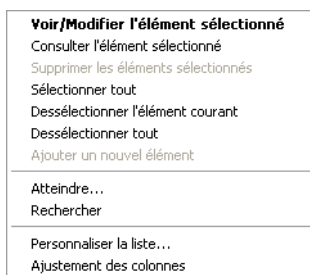 Voir/Modifier l'élément sélectionné
Consulter l'élément sélectionné
Supprimer les éléments sélectionnés
Sélectionner tout
Dessélectionner l'élément courant
Dessélectionner tout
Ajouter un nouvel élément
Atteindre...
Rechercher
Personnaliser la liste...
Ajustement des colonnes